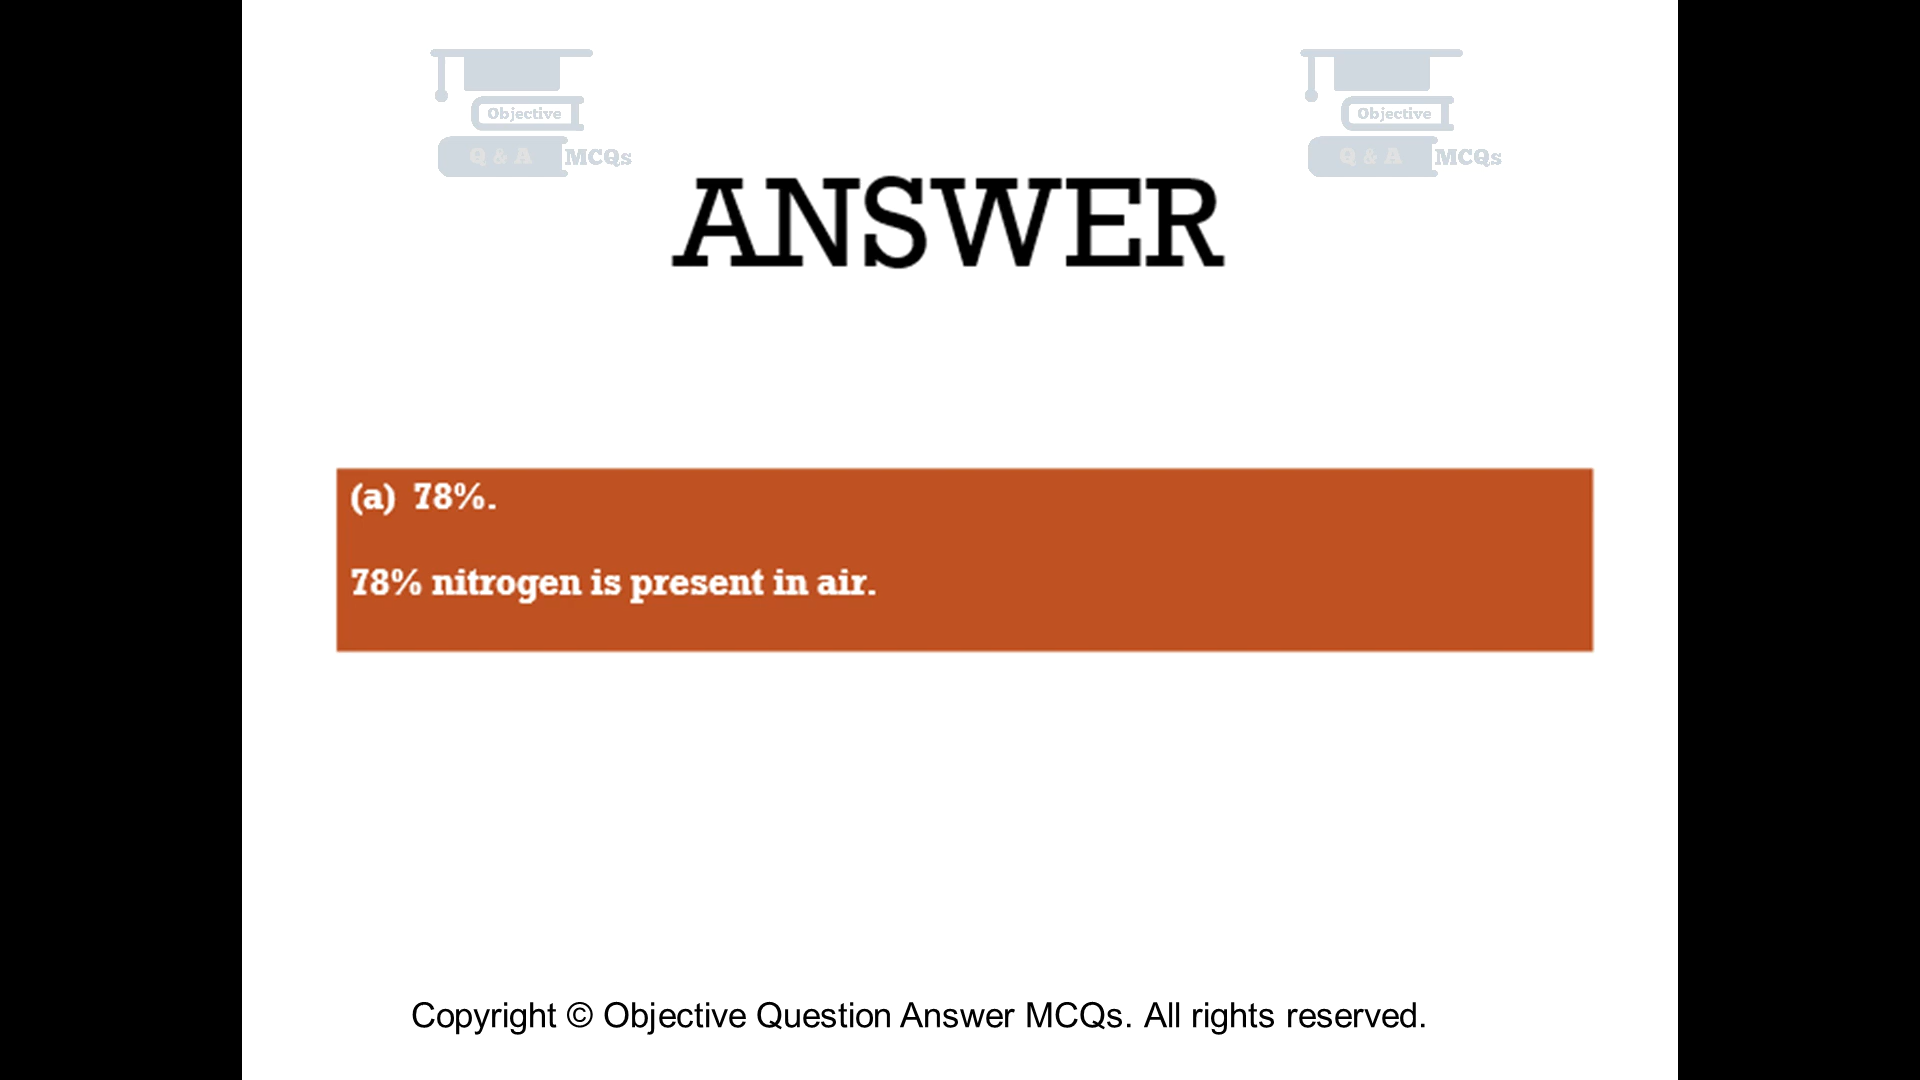 Objective
Q & A MCQs
Objective
Q & A MCQs
ANSWER
(a) 78%.
78% nitrogen is present in air.
Copyright © Objective Question Answer MCQs. All rights reserved.